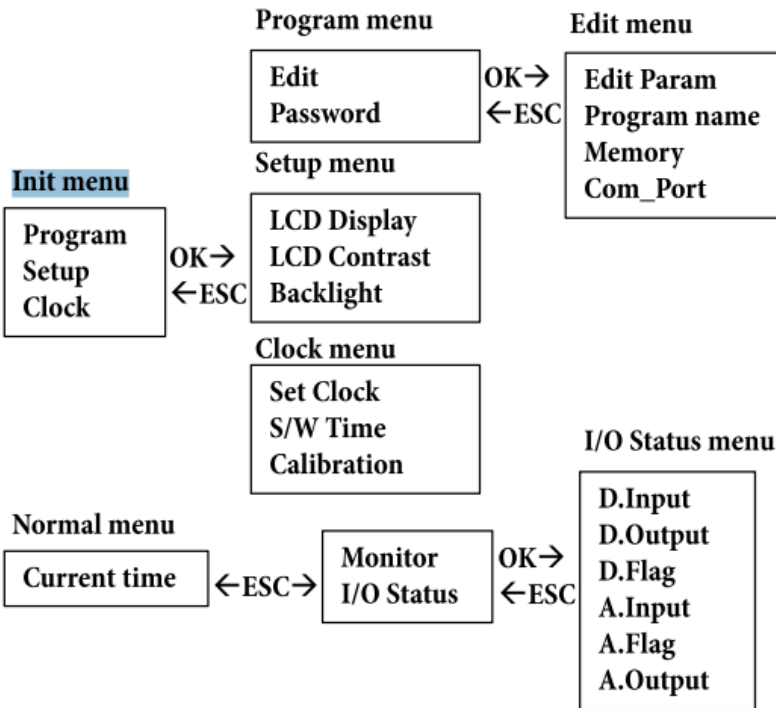 Program menu
Edit
Password
OK→
←ESC
Edit menu
Edit Param
Program name
Memory
Com_Port
Init menu
Program
Setup
Clock
OK→
←ESC
Setup menu
LCD Display
LCD Contrast
Backlight
Clock menu
Set Clock
S/W Time
Calibration
Normal menu
Current time
←ESC→
Monitor
I/O Status
OK→
←ESC
I/O Status menu
D.Input
D.Output
D.Flag
A.Input
A.Flag
A.Output